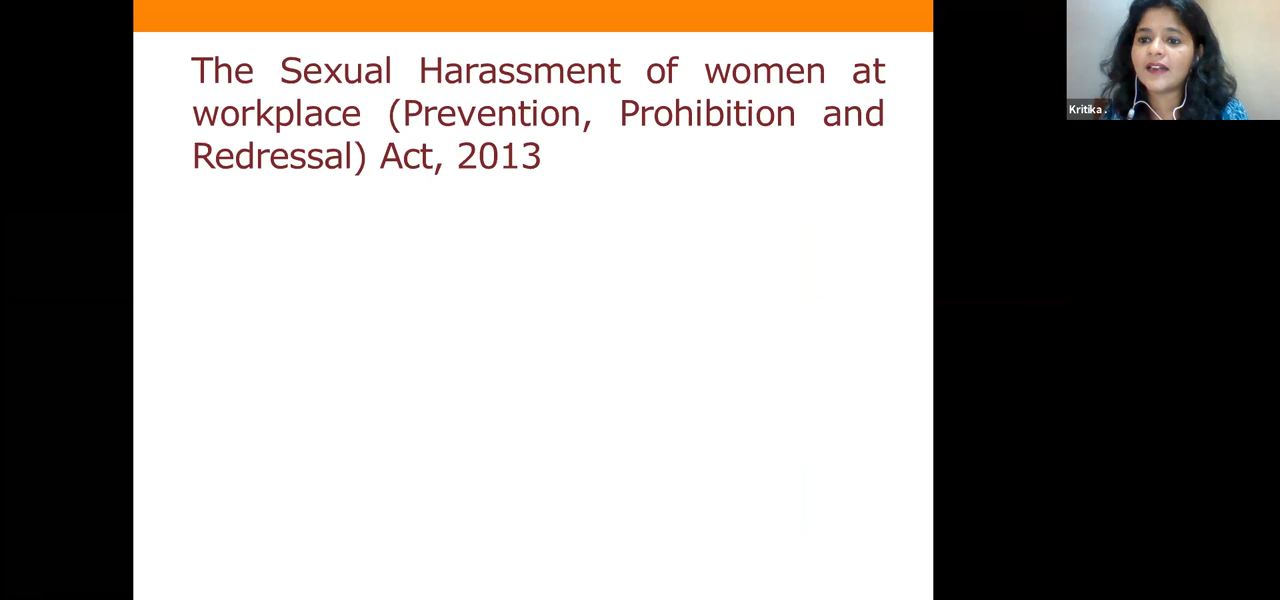 The Sexual Harassment of women at
workplace (Prevention, Prohibition and
Redressal) Act, 2013
Kritika .